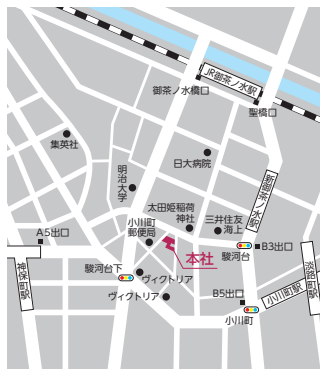 JR御茶ノ水駅
御茶ノ水橋口
聖橋口
集英社
日大病院
明治大学
新御茶ノ水駅
太田姫稲荷
神社
小川町
郵便局
三井住友
海上
A5出口
本社
駿河台
B3出口
神保町駅
駿河台下
ヴィクトリア
ヴィクトリア
B5出口
小川町駅
淡路町駅
小川町